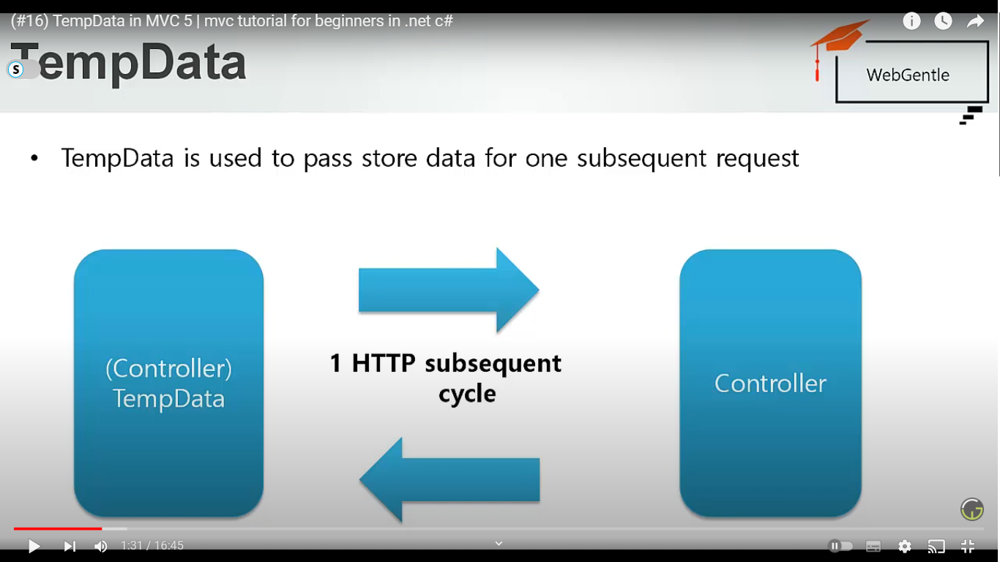 (#16) TempData in MVC 5 | mvc tutorial for beginners in .net c#
TempData
S
WebGentle
• TempData is used to pass store data for one subsequent request
(Controller)
TempData
1 HTTP subsequent
cycle
Controller
1:31 / 16:45